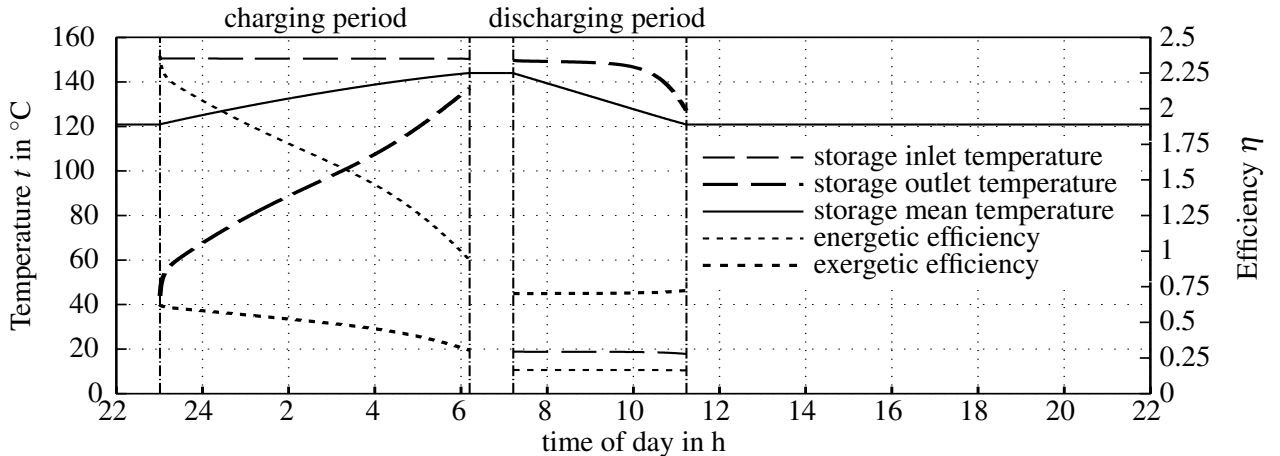 charging period discharging period
160 2.5
140 2.25
120 2
100 1.75
80 1.5
60 1.25
40 1
20 0.75
0 0.5
0.25
0
Temperature t in °C
Efficiency η
storage inlet temperature
storage outlet temperature
storage mean temperature
energetic efficiency
exergetic efficiency
22 24 2 4 6 8 10 12 14 16 18 20 22
time of day in h